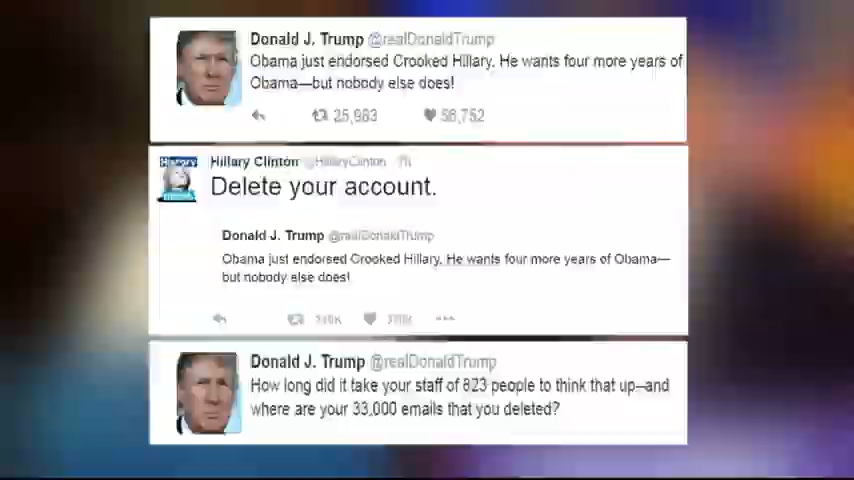 Donald J. Trump @realDonaldTrump
Obama just endorsed Crooked Hillary. He wants four more years of
Obama—but nobody else does!
25,983 58,752
Hillary Clinton @HillaryClinton
Delete your account.
Donald J. Trump @realDonaldTrump
Obama just endorsed Crooked Hillary. He wants four more years of Obama—
but nobody else does!
Donald J. Trump @realDonaldTrump
How long did it take your staff of 823 people to think that up--and
where are your 33,000 emails that you deleted?